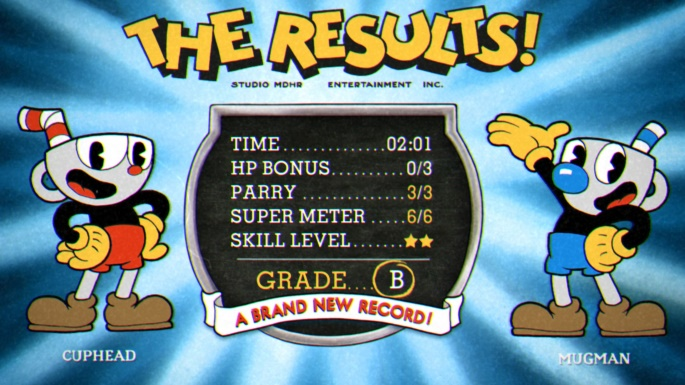 THE RESULTS!
STUDIO MDHR ENTERTAINMENT INC.
TIME..............02:01
HP BONUS..........0/3
PARRY ..............3/3
SUPER METER .....6/6
SKILL LEVEL.......★★
GRADE....B
A BRAND NEW RECORD!
CUPHEAD
MUGMAN